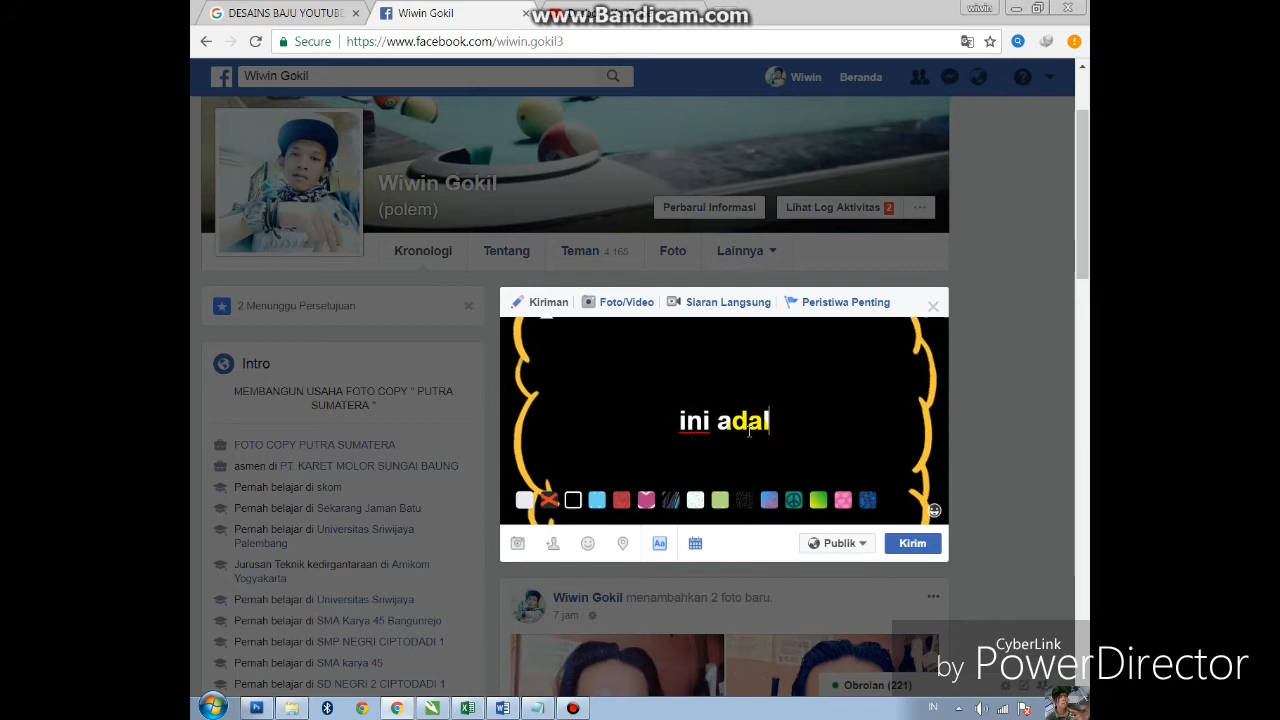 DESAINS BAJU YOUTUBE
Wiwin Gokil
www.Bandicam.com
wiwin
Secure
https://www.facebook.com/wiwin.gokil3
Wiwin Gokil
Wiwin
Beranda
Wiwin Gokil
(polem)
Perbarui Informasi
Lihat Log Aktivitas 2
Kronologi
Tentang
Teman 4 165
Foto
Lainnya
2 Menunggu Persetujuan
Intro
MEMBANGUN USAHA FOTO COPY " PUTRA
SUMATERA "
PUTRA SUMATERA FOTOCOPY
asmen di PT. KARET MOLOR SUNGAI BAUNG
Pernah belajar di skom
Pernah belajar di Sekarang Jaman Batu
Pernah belajar di Universitas Sriwijaya
Palembang
Jurusan Teknik kedirgantaraan di Amikom
Yogyakarta
Pernah belajar di Universitas Sriwijaya
Pernah belajar di SMA Karya 45 Bangunrejo
Pernah belajar di SMP NEGRI CIPTODADI 1
Pernah belajar di SMA karya 45
Pernah belajar di SD NEGRI 2 CIPTODADI 1
Kiriman
Foto/Video
Siaran Langsung
Peristiwa Penting
ini adal
Aa
Publik
Kirim
Wiwin Gokil menambahkan 2 foto baru.
7 jam
Obrolan (221)
CyberLink
by PowerDirector
IN